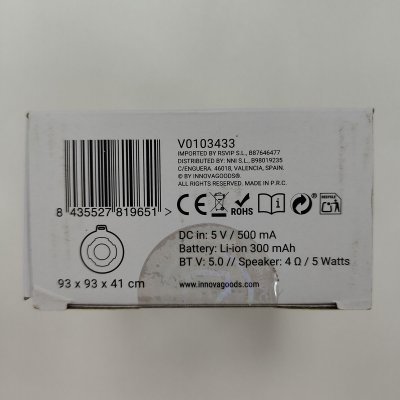 V0103433
IMPORTED BY RSVIP S.L., B87646477
DISTRIBUTED BY: NNI S.L., B98019235
C/ENGUERA, 46018, VALENCIA, SPAIN.
© BY INNOVAGOODS®
ALL RIGHTS RESERVED. MADE IN P.R.C.
8 435527 819651 >
CE RoHS i RECYCLE
DC in: 5 V / 500 mA
Battery: Li-ion 300 mAh
BT V: 5.0 // Speaker: 4 Ω / 5 Watts
93 x 93 x 41 cm
www.innovagoods.com